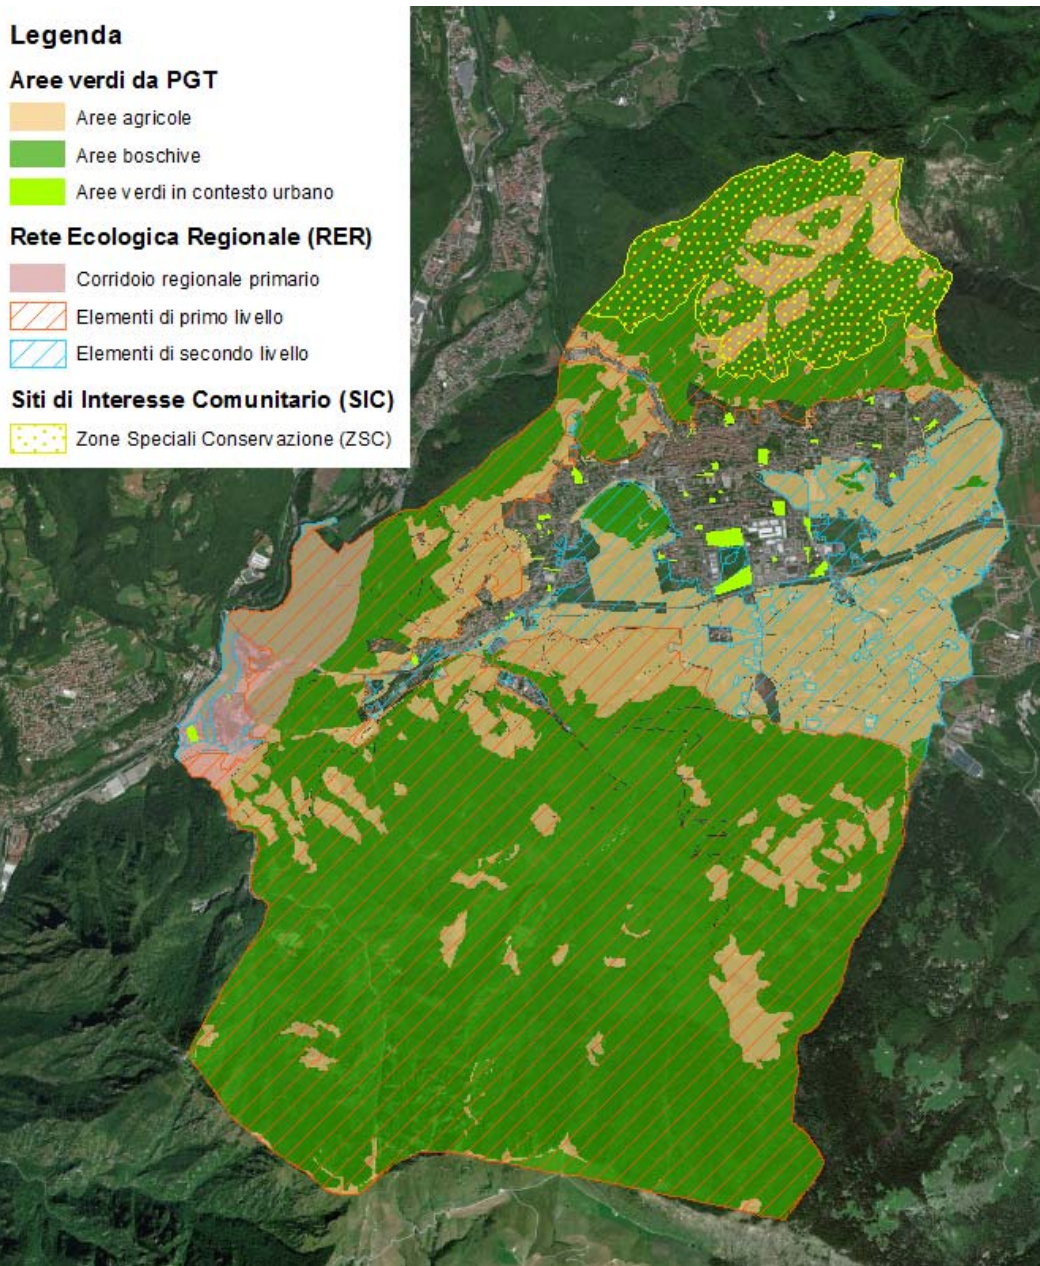 Legenda
Aree verdi da PGT
Aree agricole
Aree boschive
Aree verdi in contesto urbano
Rete Ecologica Regionale (RER)
Corridoio regionale primario
Elementi di primo livello
Elementi di secondo livello
Siti di Interesse Comunitario (SIC)
Zone Speciali Conservazione (ZSC)